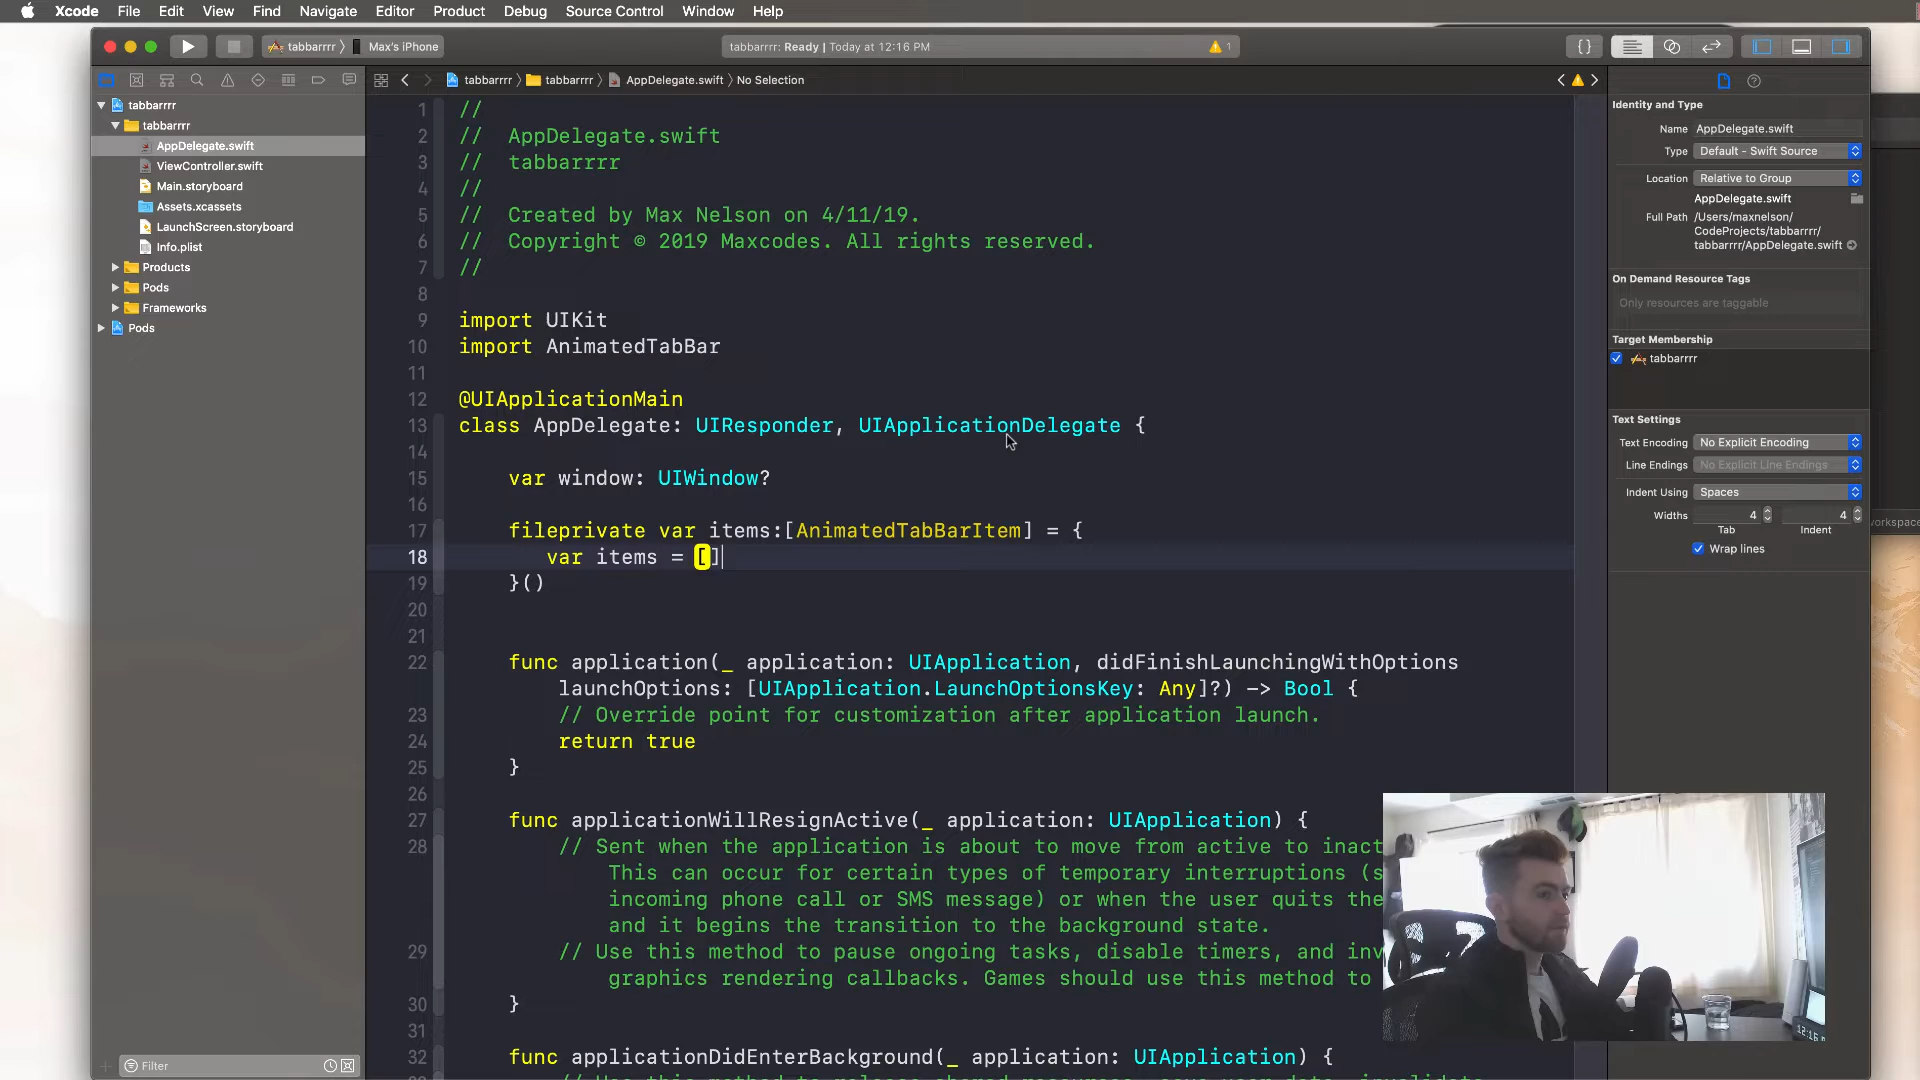 Xcode File Edit View Find Navigate Editor Product Debug Source Control Window Help
tabbarrrr Max's iPhone
tabbarrrr: Ready | Today at 12:16 PM
1
tabbarrrr tabbarrrr AppDelegate.swift No Selection
tabbarrrr
tabbarrrr
AppDelegate.swift
ViewController.swift
Main.storyboard
Assets.xcassets
LaunchScreen.storyboard
Info.plist
Products
Pods
Frameworks
Pods
Filter
1 //
2 // AppDelegate.swift
3 // tabbarrrr
4 //
5 // Created by Max Nelson on 4/11/19.
6 // Copyright © 2019 Maxcodes. All rights reserved.
7 //
8
9 import UIKit
10 import AnimatedTabBar
11
12 @UIApplicationMain
13 class AppDelegate: UIResponder, UIApplicationDelegate {
14
15 var window: UIWindow?
16
17 fileprivate var items:[AnimatedTabBarItem] = {
18 var items = []
19 }()
20
21
22 func application(_ application: UIApplication, didFinishLaunchingWithOptions
launchOptions: [UIApplication.LaunchOptionsKey: Any]?) -> Bool {
23 // Override point for customization after application launch.
24 return true
25 }
26
27 func applicationWillResignActive(_ application: UIApplication) {
28 // Sent when the application is about to move from active to inact
This can occur for certain types of temporary interruptions (s
incoming phone call or SMS message) or when the user quits the
and it begins the transition to the background state.
29 // Use this method to pause ongoing tasks, disable timers, and inv
graphics rendering callbacks. Games should use this method to
30 }
31
32 func applicationDidEnterBackground(_ application: UIApplication) {
Identity and Type
Name AppDelegate.swift
Type Default - Swift Source
Location Relative to Group
AppDelegate.swift
Full Path /Users/maxnelson/
CodeProjects/tabbarrrr/
tabbarrrr/AppDelegate.swift
On Demand Resource Tags
Only resources are taggable
Target Membership
tabbarrrr
Text Settings
Text Encoding No Explicit Encoding
Line Endings No Explicit Line Endings
Indent Using Spaces
Widths 4 4
Tab Indent
Wrap lines